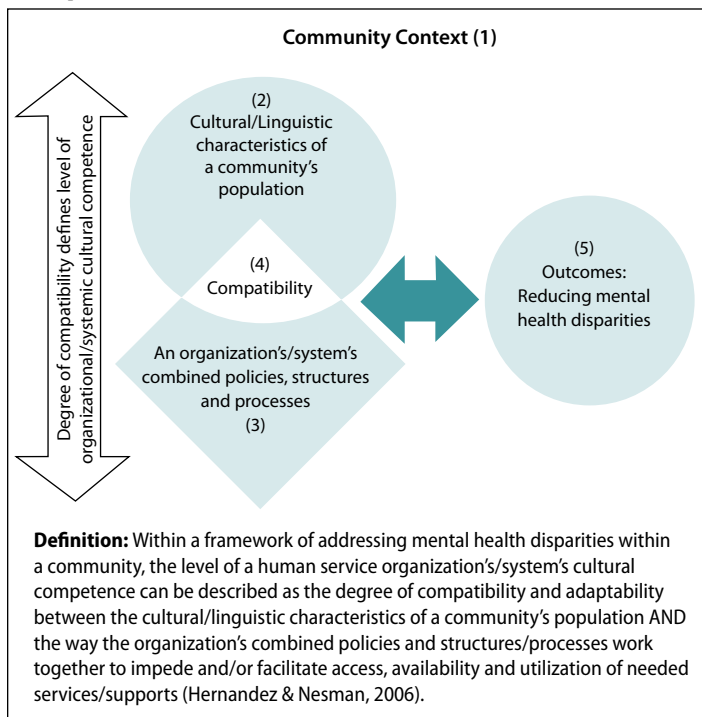 Community Context (1)
Degree of compatibility defines level of
organizational/systemic cultural competence
(2)
Cultural/Linguistic
characteristics of
a community's
population
(4)
Compatibility
An organization's/system's
combined policies, structures
and processes
(3)
(5)
Outcomes:
Reducing mental
health disparities
Definition: Within a framework of addressing mental health disparities within
a community, the level of a human service organization's/system's cultural
competence can be described as the degree of compatibility and adaptability
between the cultural/linguistic characteristics of a community's population AND
the way the organization's combined policies and structures/processes work
together to impede and/or facilitate access, availability and utilization of needed
services/supports (Hernandez & Nesman, 2006).